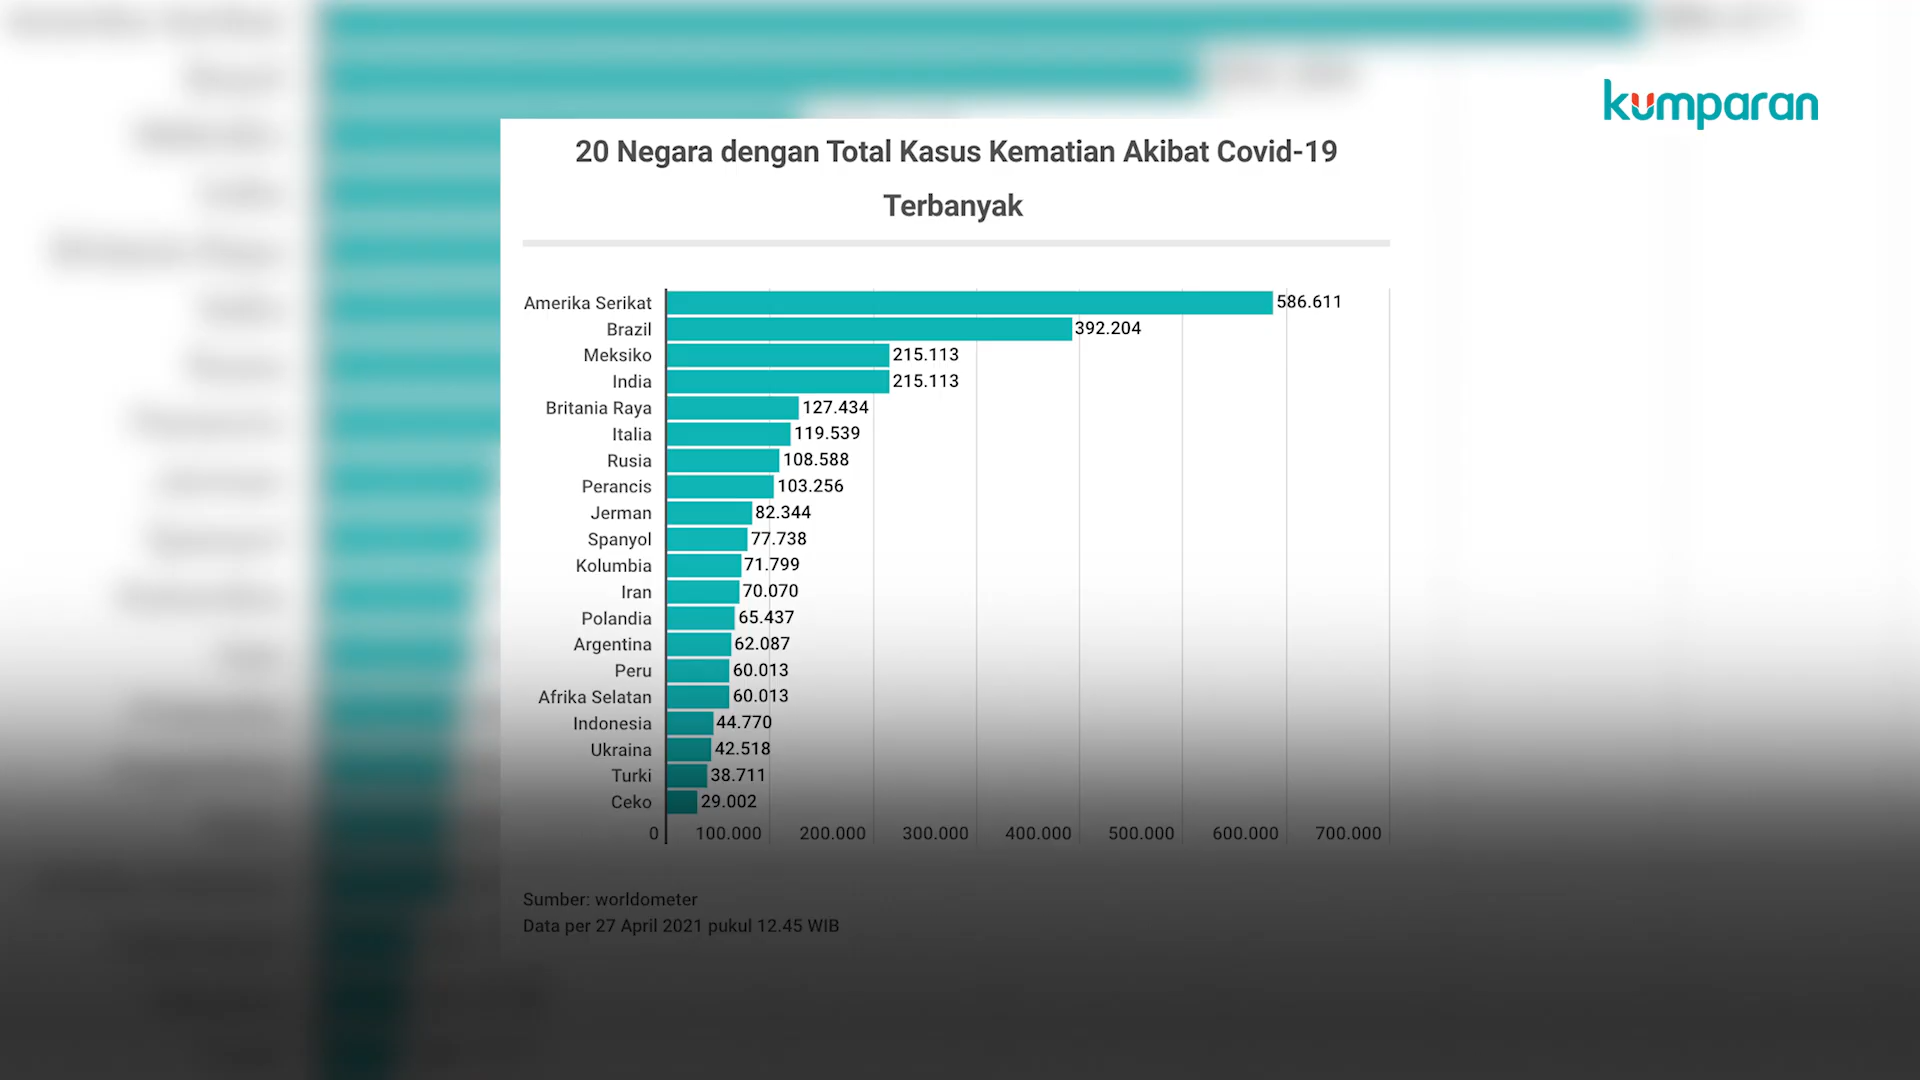 kumparan
20 Negara dengan Total Kasus Kematian Akibat Covid-19
Terbanyak
Amerika Serikat 586.611
Brazil 392.204
Meksiko 215.113
India 215.113
Britania Raya 127.434
Italia 119.539
Rusia 108.588
Perancis 103.256
Jerman 82.344
Spanyol 77.738
Kolumbia 71.799
Iran 70.070
Polandia 65.437
Argentina 62.087
Peru 60.013
Afrika Selatan 60.013
Indonesia 44.770
Ukraina 42.518
Turki 38.711
Ceko 29.002
0 100.000 200.000 300.000 400.000 500.000 600.000 700.000
Sumber: worldometer
Data per 27 April 2021 pukul 12.45 WIB